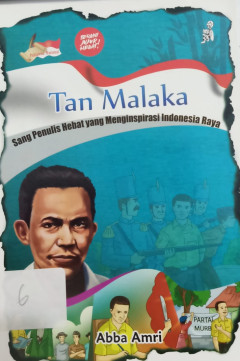 Tan Malaka
Sang Penulis Hebat yang Menginspirasi Indonesia Raya
6
PARTAI
MURBA
Abba Amri